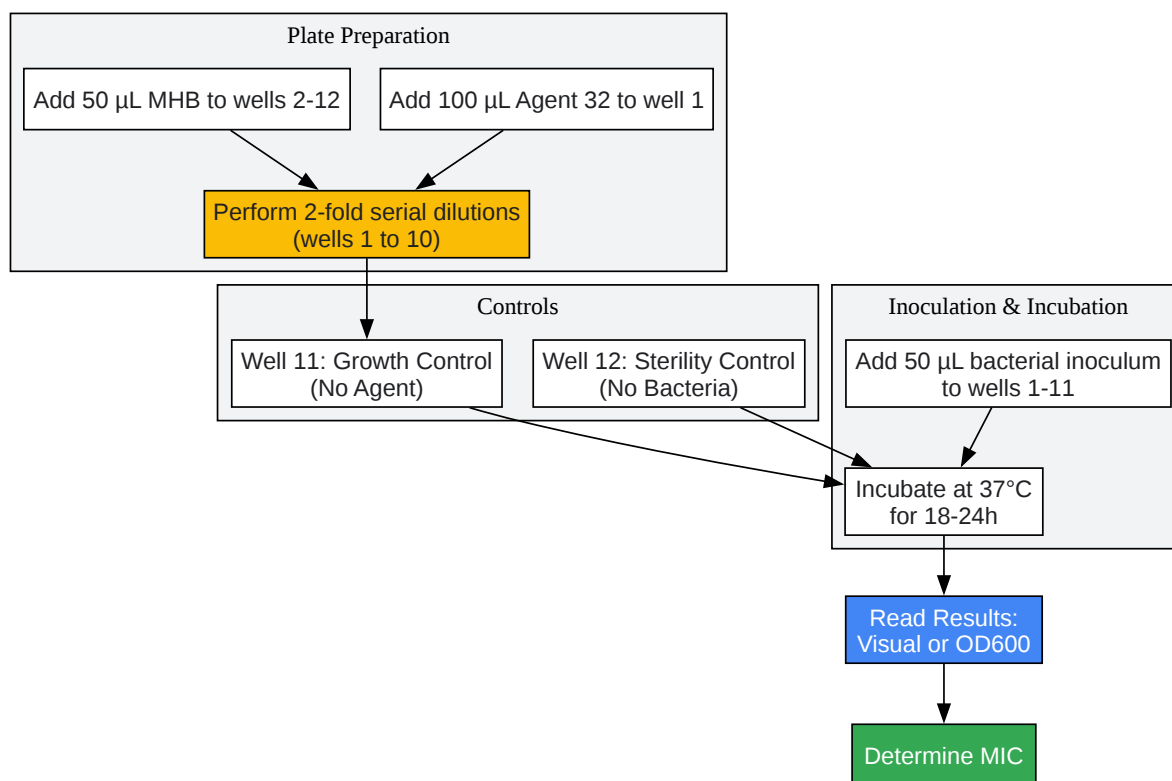 Plate Preparation
Add 50 µL MHB to wells 2-12
Add 100 µL Agent 32 to well 1
Perform 2-fold serial dilutions
(wells 1 to 10)
Controls
Well 11: Growth Control
(No Agent)
Well 12: Sterility Control
(No Bacteria)
Inoculation & Incubation
Add 50 µL bacterial inoculum
to wells 1-11
Incubate at 37°C
for 18-24h
Read Results:
Visual or OD600
Determine MIC